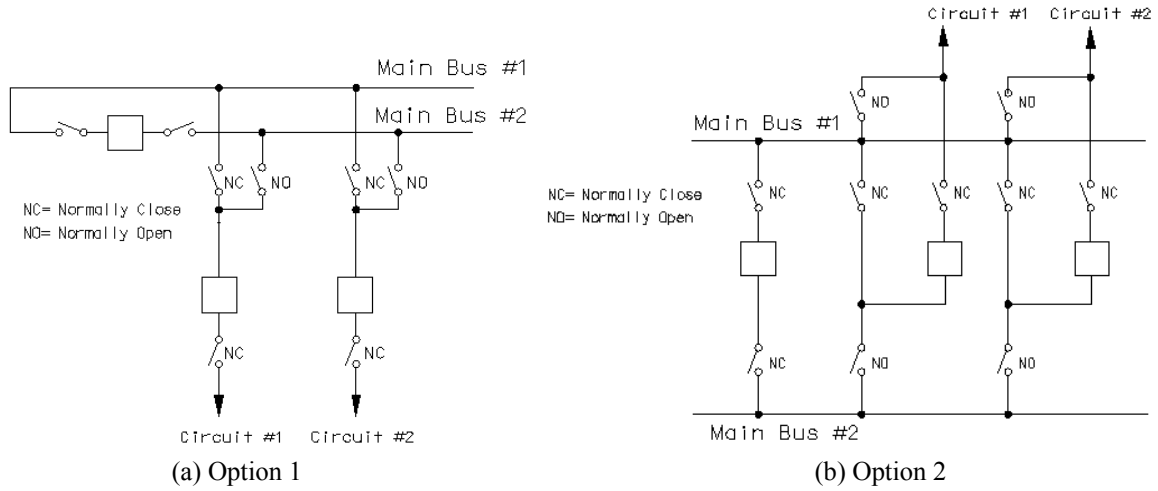 Main Bus #1
Main Bus #2
NC
NO
NC
NO
NC= Normally Close
NO= Normally Open
NC
NC
Circuit #1
Circuit #2
(a) Option 1
Circuit #1
Circuit #2
NO
NO
Main Bus #1
NC
NC
NC
NC
NC
NC= Normally Close
NO= Normally Open
NC
NO
NO
Main Bus #2
(b) Option 2